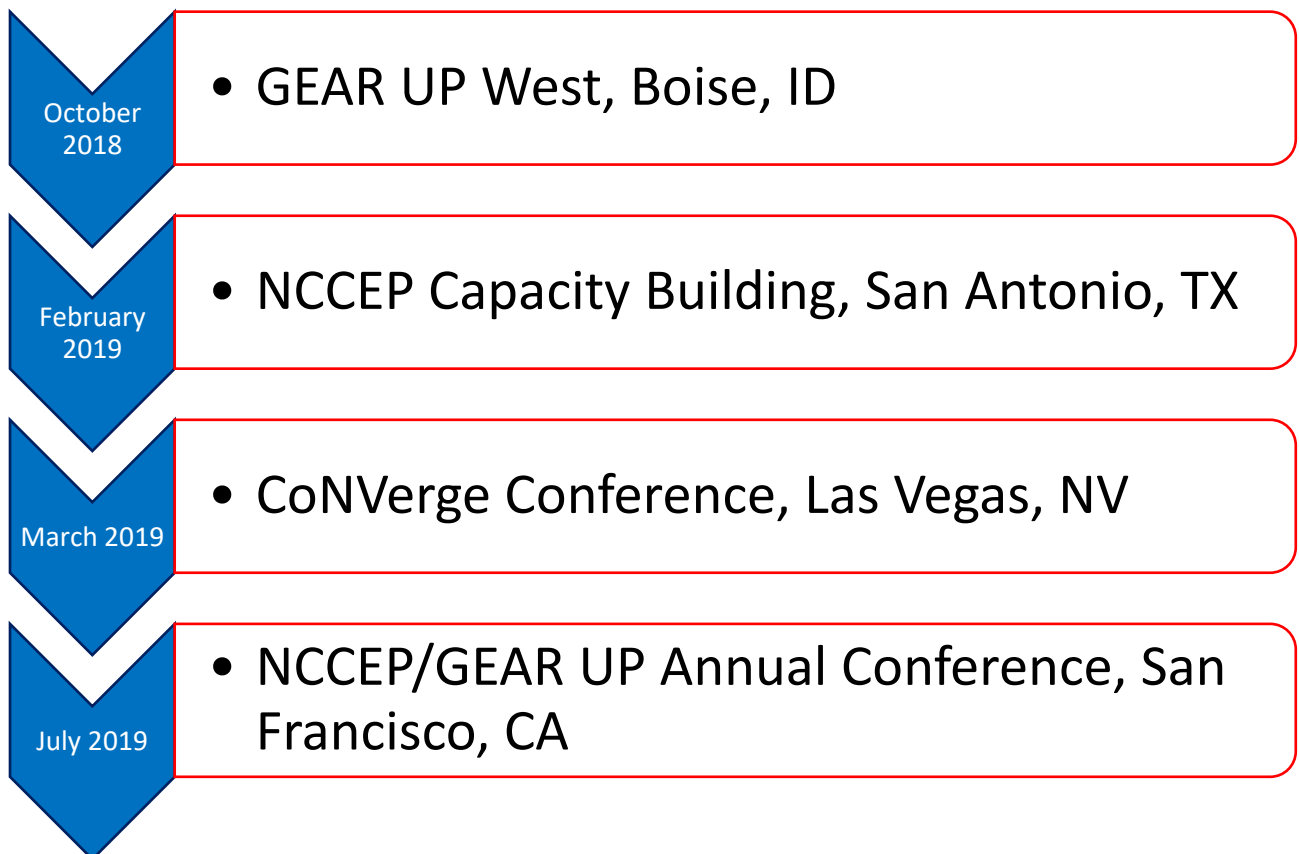 October
2018
• GEAR UP West, Boise, ID
February
2019
• NCCEP Capacity Building, San Antonio, TX
March 2019
• CoNVerge Conference, Las Vegas, NV
July 2019
• NCCEP/GEAR UP Annual Conference, San
Francisco, CA